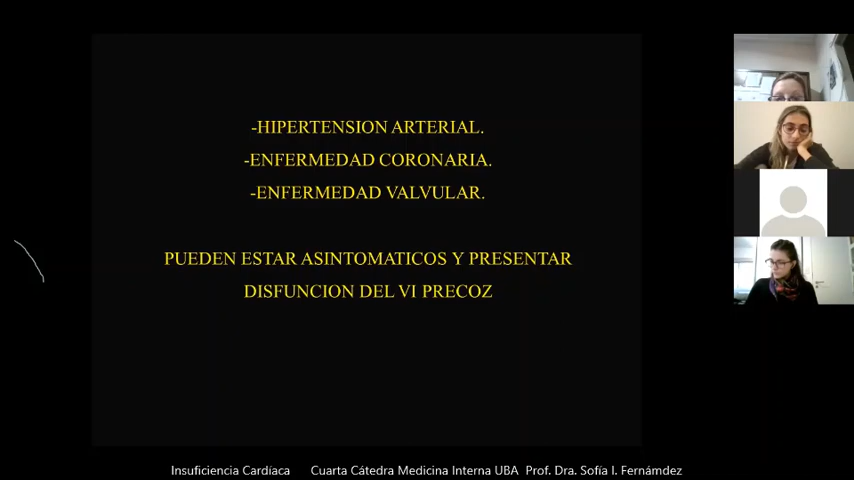 -HIPERTENSION ARTERIAL.
-ENFERMEDAD CORONARIA.
-ENFERMEDAD VALVULAR.
PUEDEN ESTAR ASINTOMATICOS Y PRESENTAR
DISFUNCION DEL VI PRECOZ
Insuficiencia Cardíaca Cuarta Cátedra Medicina Interna UBA Prof. Dra. Sofía I. Fernámdez